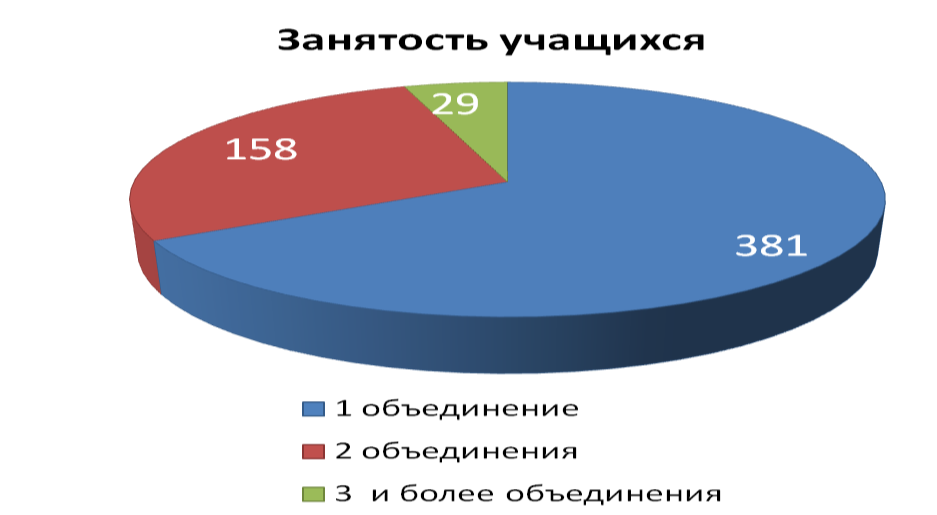 Занятость учащихся
29
158
381
1 объединение
2 объединения
3 и более объединения